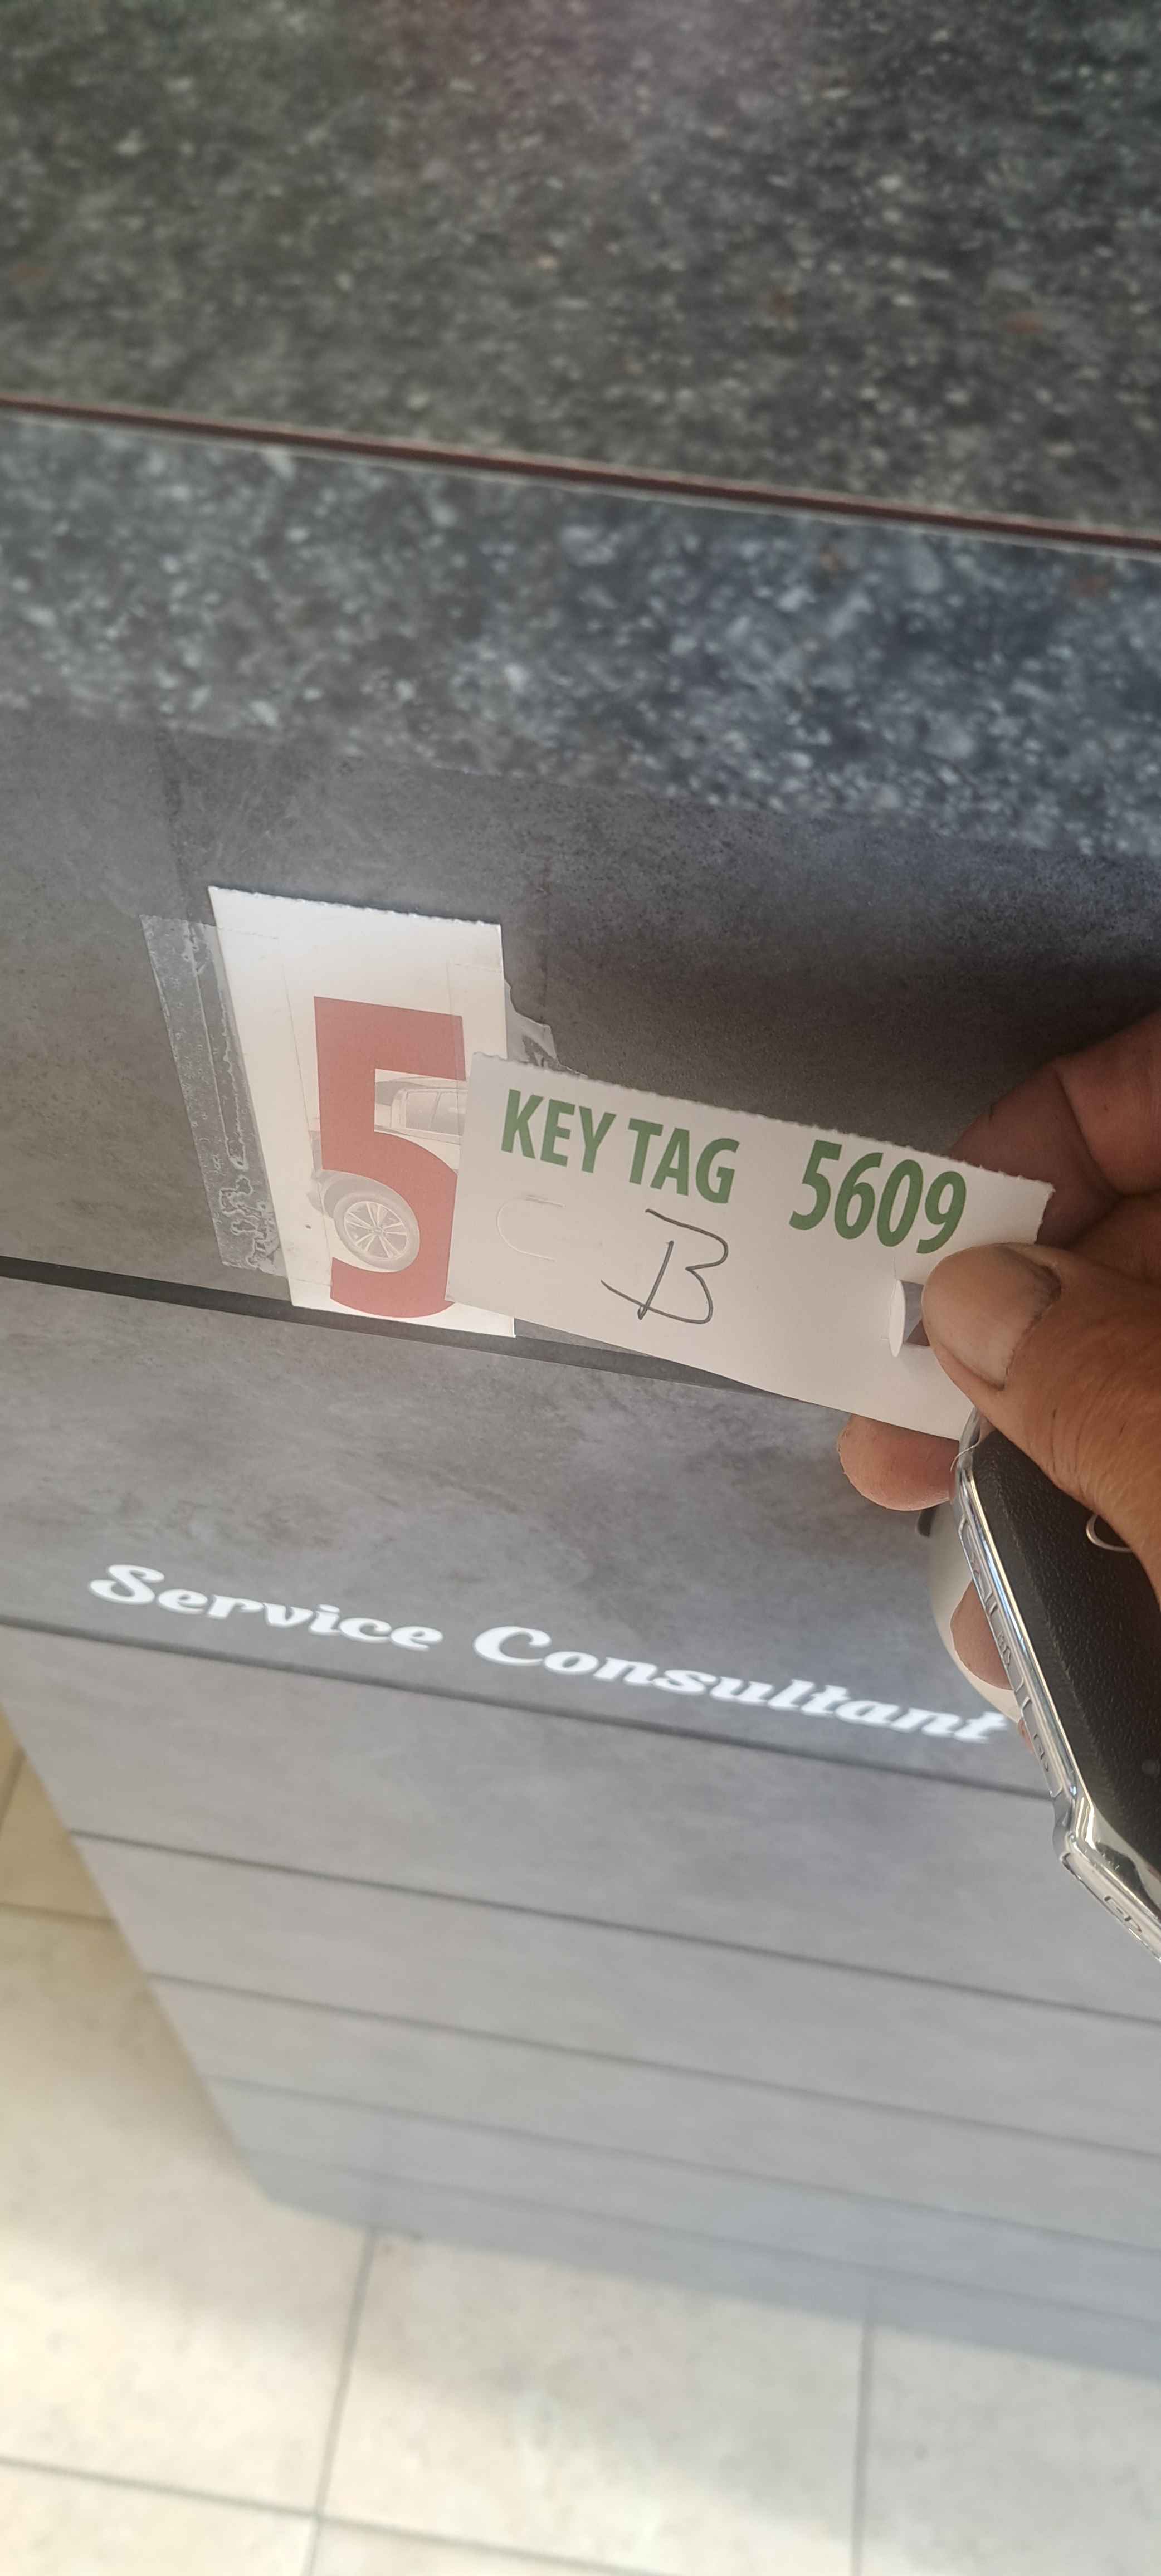 5
KEY TAG 5609
B
Service Consultant